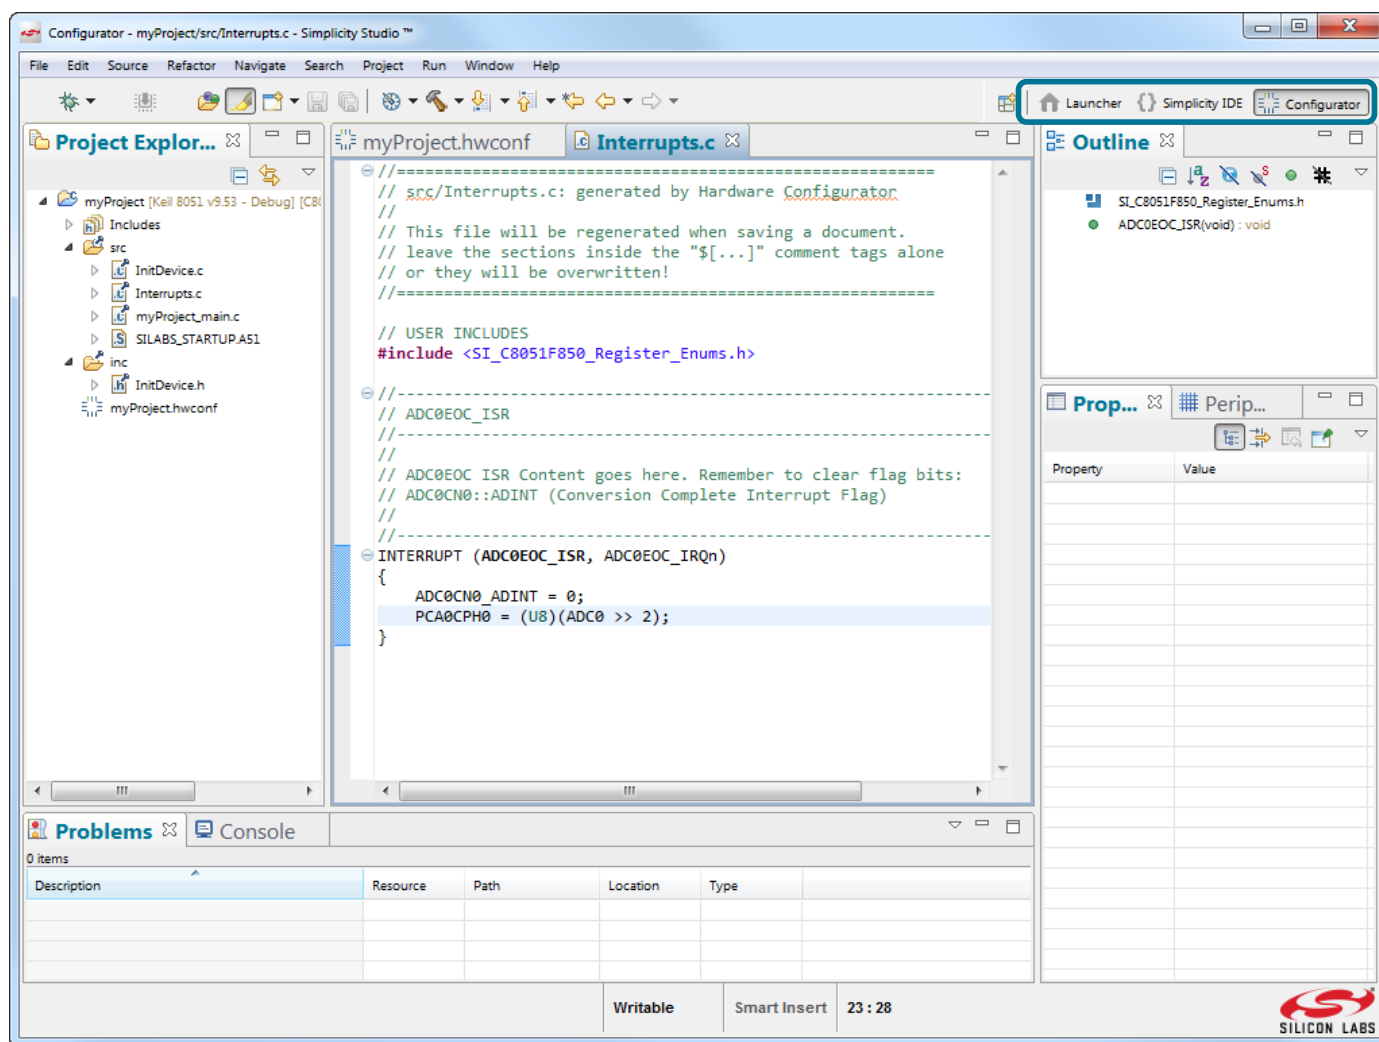 Configurator - myProject/src/Interrupts.c - Simplicity Studio ™
File Edit Source Refactor Navigate Search Project Run Window Help
Launcher Simplicity IDE Configurator
Project Explor...
myProject [Keil 8051 v9.53 - Debug] [C80
Includes
src
InitDevice.c
Interrupts.c
myProject_main.c
SILABS_STARTUP.A51
inc
InitDevice.h
myProject.hwconf
myProject.hwconf Interrupts.c
//=========================================================
// src/Interrupts.c: generated by Hardware Configurator
//
// This file will be regenerated when saving a document.
// leave the sections inside the "$[...]" comment tags alone
// or they will be overwritten!
//=========================================================
// USER INCLUDES
#include <SI_C8051F850_Register_Enums.h>
//---------------------------------------------------------------
// ADC0EOC_ISR
//---------------------------------------------------------------
//
// ADC0EOC ISR Content goes here. Remember to clear flag bits:
// ADC0CN0::ADINT (Conversion Complete Interrupt Flag)
//
//---------------------------------------------------------------
INTERRUPT (ADC0EOC_ISR, ADC0EOC_IRQn)
{
ADC0CN0_ADINT = 0;
PCA0CPH0 = (U8)(ADC0 >> 2);
}
Outline
SI_C8051F850_Register_Enums.h
ADC0EOC_ISR(void) : void
Prop... Perip...
Property Value
Problems Console
0 items
Description Resource Path Location Type
Writable Smart Insert 23 : 28
SILICON LABS